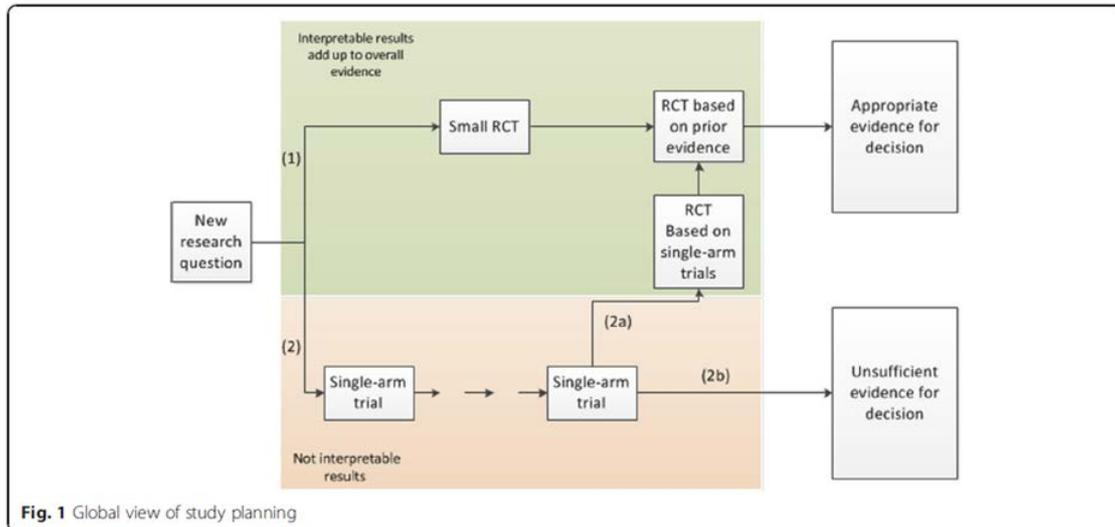 Interpretable results
add up to overall
evidence
Small RCT
RCT based
on prior
evidence
Appropriate
evidence for
decision
(1)
New
research
question
RCT
Based on
single-arm
trials
(2)
(2a)
Single-arm
trial
Single-arm
trial
(2b)
Unsufficient
evidence for
decision
Not interpretable
results
Fig. 1 Global view of study planning